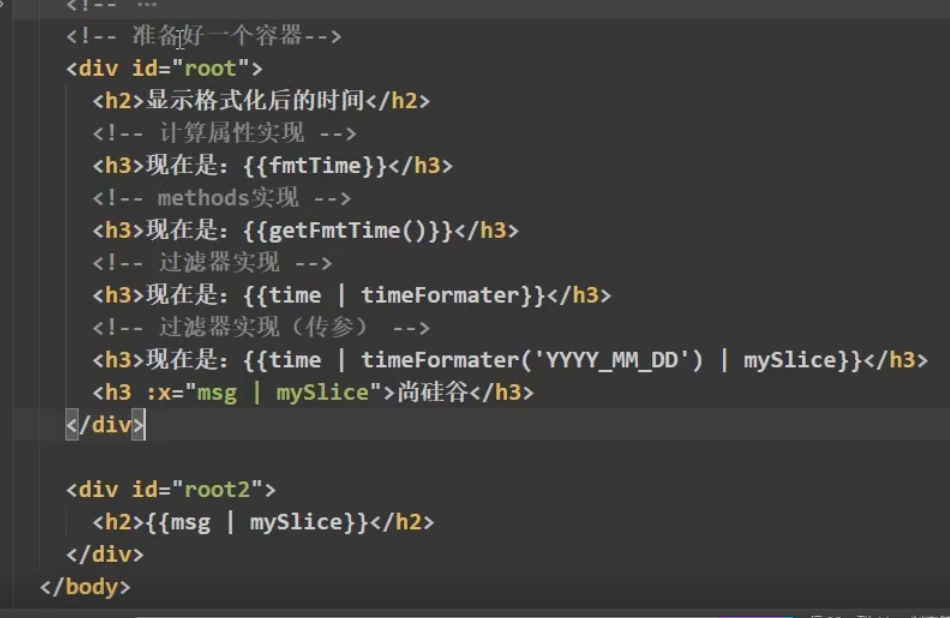 <!-- ...
<!-- 准备好一个容器-->
<div id="root">
<h2>显示格式化后的时间</h2>
<!-- 计算属性实现 -->
<h3>现在是：{{fmtTime}}</h3>
<!-- methods实现 -->
<h3>现在是：{{getFmtTime()}}</h3>
<!-- 过滤器实现 -->
<h3>现在是：{{time | timeFormater}}</h3>
<!-- 过滤器实现（传参） -->
<h3>现在是：{{time | timeFormater('YYYY_MM_DD') | mySlice}}</h3>
<h3 :x="msg | mySlice">尚硅谷</h3>
</div>
<div id="root2">
<h2>{{msg | mySlice}}</h2>
</div>
</body>